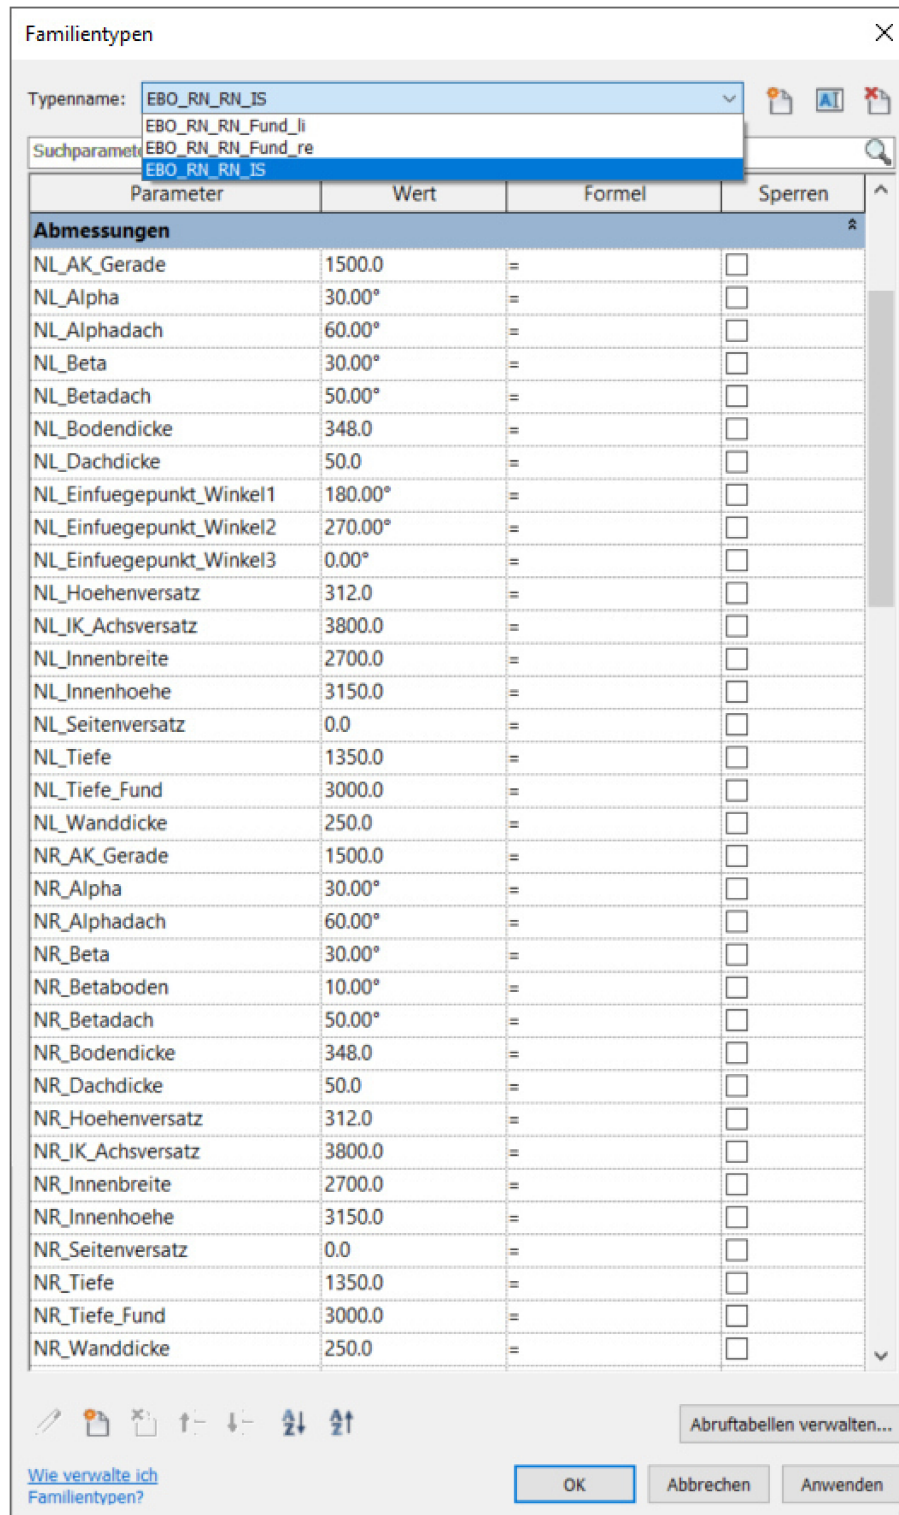 Familientypen
Typenname: EBO_RN_RN_IS
EBO_RN_RN_Fund_li
Suchparamete EBO_RN_RN_Fund_re
EBO_RN_RN_IS
Parameter Wert Formel Sperren
Abmessungen
NL_AK_Gerade 1500.0 =
NL_Alpha 30.00° =
NL_Alphadach 60.00° =
NL_Beta 30.00° =
NL_Betadach 50.00° =
NL_Bodendicke 348.0 =
NL_Dachdicke 50.0 =
NL_Einfuegepunkt_Winkel1 180.00° =
NL_Einfuegepunkt_Winkel2 270.00° =
NL_Einfuegepunkt_Winkel3 0.00° =
NL_Hoehenversatz 312.0 =
NL_IK_Achsversatz 3800.0 =
NL_Innenbreite 2700.0 =
NL_Innenhoehe 3150.0 =
NL_Seitenversatz 0.0 =
NL_Tiefe 1350.0 =
NL_Tiefe_Fund 3000.0 =
NL_Wanddicke 250.0 =
NR_AK_Gerade 1500.0 =
NR_Alpha 30.00° =
NR_Alphadach 60.00° =
NR_Beta 30.00° =
NR_Betaboden 10.00° =
NR_Betadach 50.00° =
NR_Bodendicke 348.0 =
NR_Dachdicke 50.0 =
NR_Hoehenversatz 312.0 =
NR_IK_Achsversatz 3800.0 =
NR_Innenbreite 2700.0 =
NR_Innenhoehe 3150.0 =
NR_Seitenversatz 0.0 =
NR_Tiefe 1350.0 =
NR_Tiefe_Fund 3000.0 =
NR_Wanddicke 250.0 =
Abruftabellen verwalten...
Wie verwalte ich
Familientypen?
OK Abbrechen Anwenden